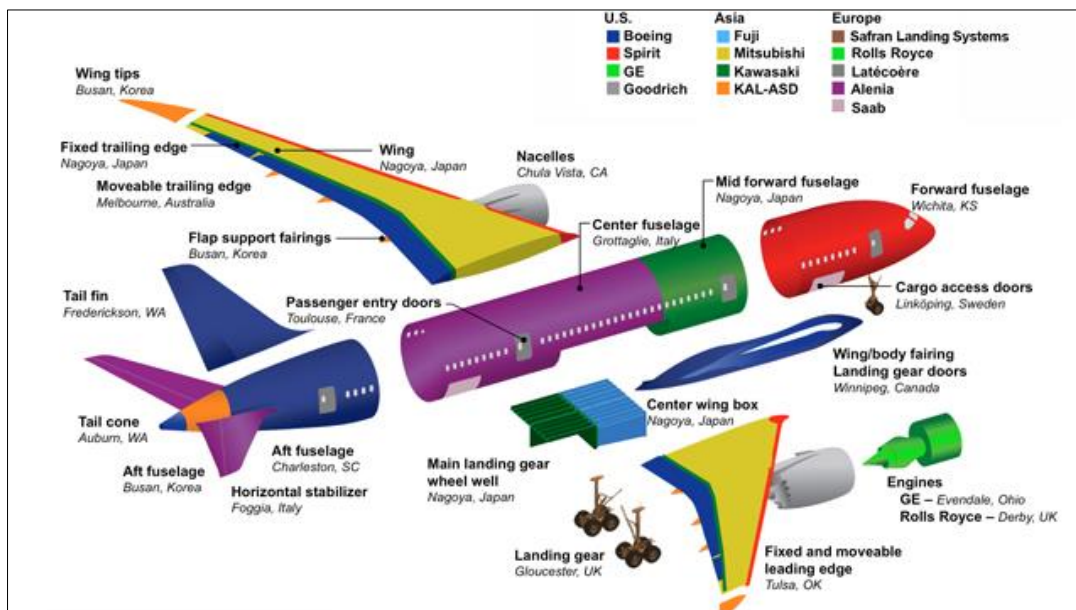 U.S.
Boeing
Spirit
GE
Goodrich
Asia
Fuji
Mitsubishi
Kawasaki
KAL-ASD
Europe
Safran Landing Systems
Rolls Royce
Latécoère
Alenia
Saab
Wing tips
Busan, Korea
Fixed trailing edge
Nagoya, Japan
Moveable trailing edge
Melbourne, Australia
Wing
Nagoya, Japan
Nacelles
Chula Vista, CA
Mid forward fuselage
Nagoya, Japan
Forward fuselage
Wichita, KS
Center fuselage
Grottaglie, Italy
Flap support fairings
Busan, Korea
Tail fin
Frederickson, WA
Passenger entry doors
Toulouse, France
Cargo access doors
Linköping, Sweden
Wing/body fairing
Landing gear doors
Winnipeg, Canada
Center wing box
Nagoya, Japan
Tail cone
Auburn, WA
Aft fuselage
Charleston, SC
Aft fuselage
Busan, Korea
Horizontal stabilizer
Foggia, Italy
Main landing gear
wheel well
Nagoya, Japan
Engines
GE – Evendale, Ohio
Rolls Royce – Derby, UK
Landing gear
Gloucester, UK
Fixed and moveable
leading edge
Tulsa, OK